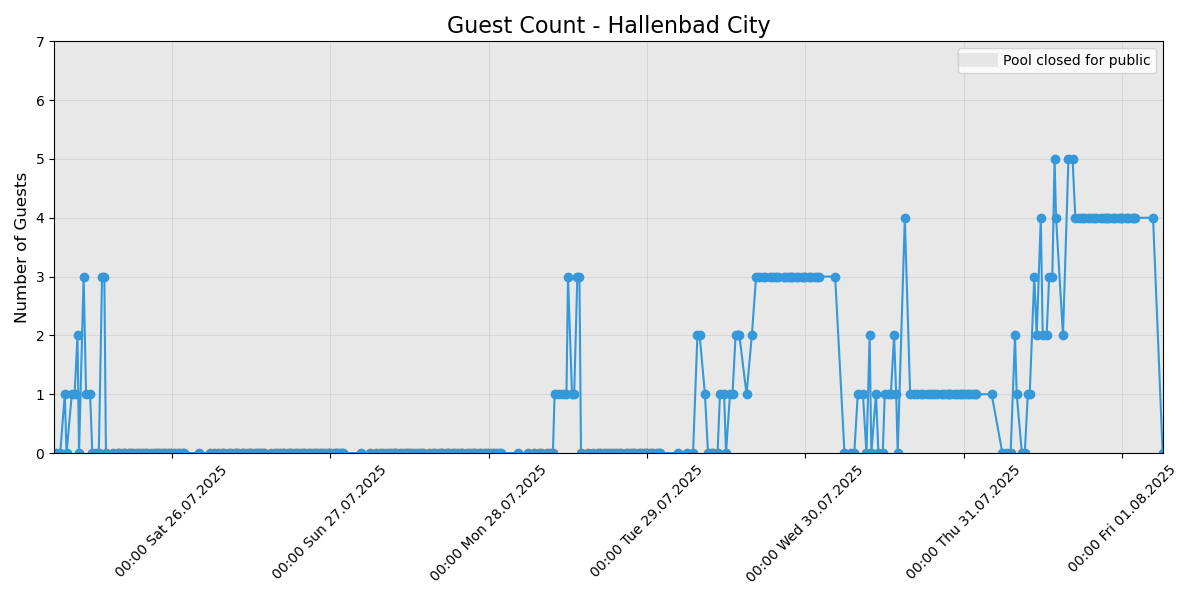 Guest Count - Hallenbad City
Pool closed for public
Number of Guests
7
6
5
4
3
2
1
0
00:00 Sat 26.07.2025
00:00 Sun 27.07.2025
00:00 Mon 28.07.2025
00:00 Tue 29.07.2025
00:00 Wed 30.07.2025
00:00 Thu 31.07.2025
00:00 Fri 01.08.2025